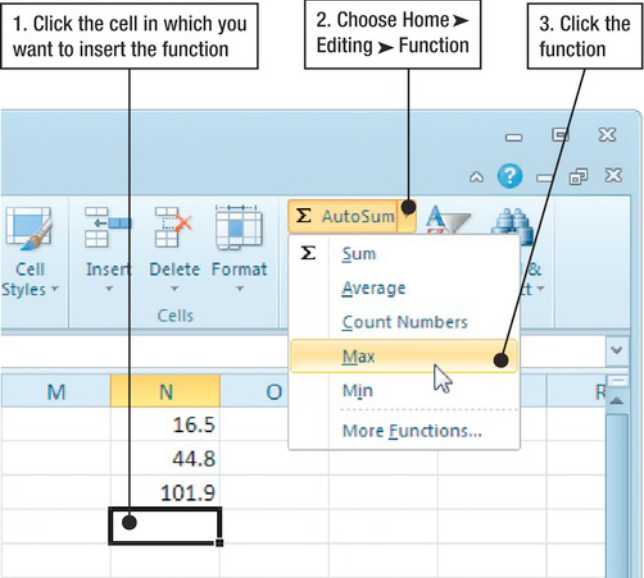 1. Click the cell in which you
want to insert the function
2. Choose Home ➤
Editing ➤ Function
3. Click the
function
Σ AutoSum
Cell
Styles
Insert
Delete
Format
Cells
Σ Sum
Average
Count Numbers
Max
Min
More Functions...
&
M
N
O
R
16.5
44.8
101.9